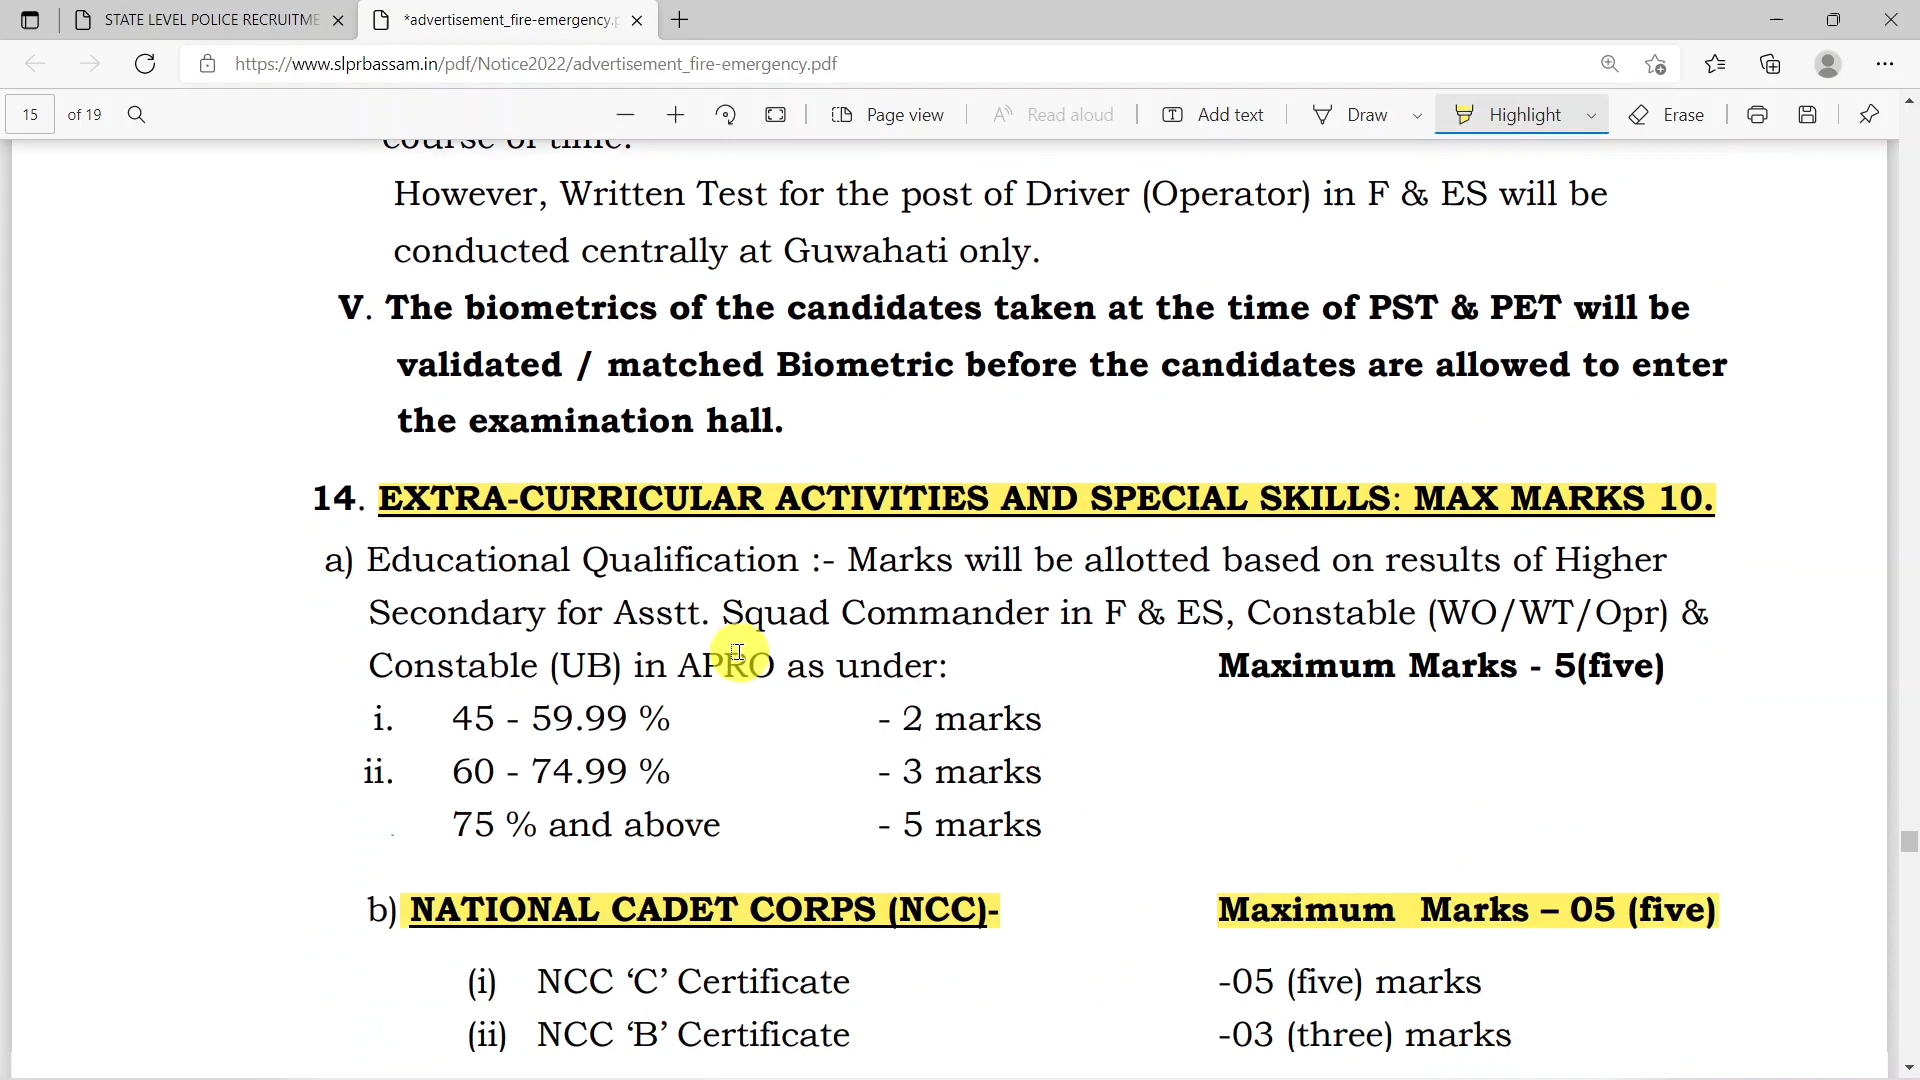 STATE LEVEL POLICE RECRUITME
*advertisement_fire-emergency.p
https://www.slprbassam.in/pdf/Notice2022/advertisement_fire-emergency.pdf
15 of 19 Page view Read aloud Add text Draw Highlight Erase
course of time.
However, Written Test for the post of Driver (Operator) in F & ES will be
conducted centrally at Guwahati only.
V. The biometrics of the candidates taken at the time of PST & PET will be
validated / matched Biometric before the candidates are allowed to enter
the examination hall.
14. EXTRA-CURRICULAR ACTIVITIES AND SPECIAL SKILLS: MAX MARKS 10.
a) Educational Qualification :- Marks will be allotted based on results of Higher
Secondary for Asstt. Squad Commander in F & ES, Constable (WO/WT/Opr) &
Constable (UB) in APRO as under: Maximum Marks - 5(five)
i. 45 - 59.99 % - 2 marks
ii. 60 - 74.99 % - 3 marks
75 % and above - 5 marks
b) NATIONAL CADET CORPS (NCC)- Maximum Marks – 05 (five)
(i) NCC ‘C’ Certificate -05 (five) marks
(ii) NCC ‘B’ Certificate -03 (three) marks